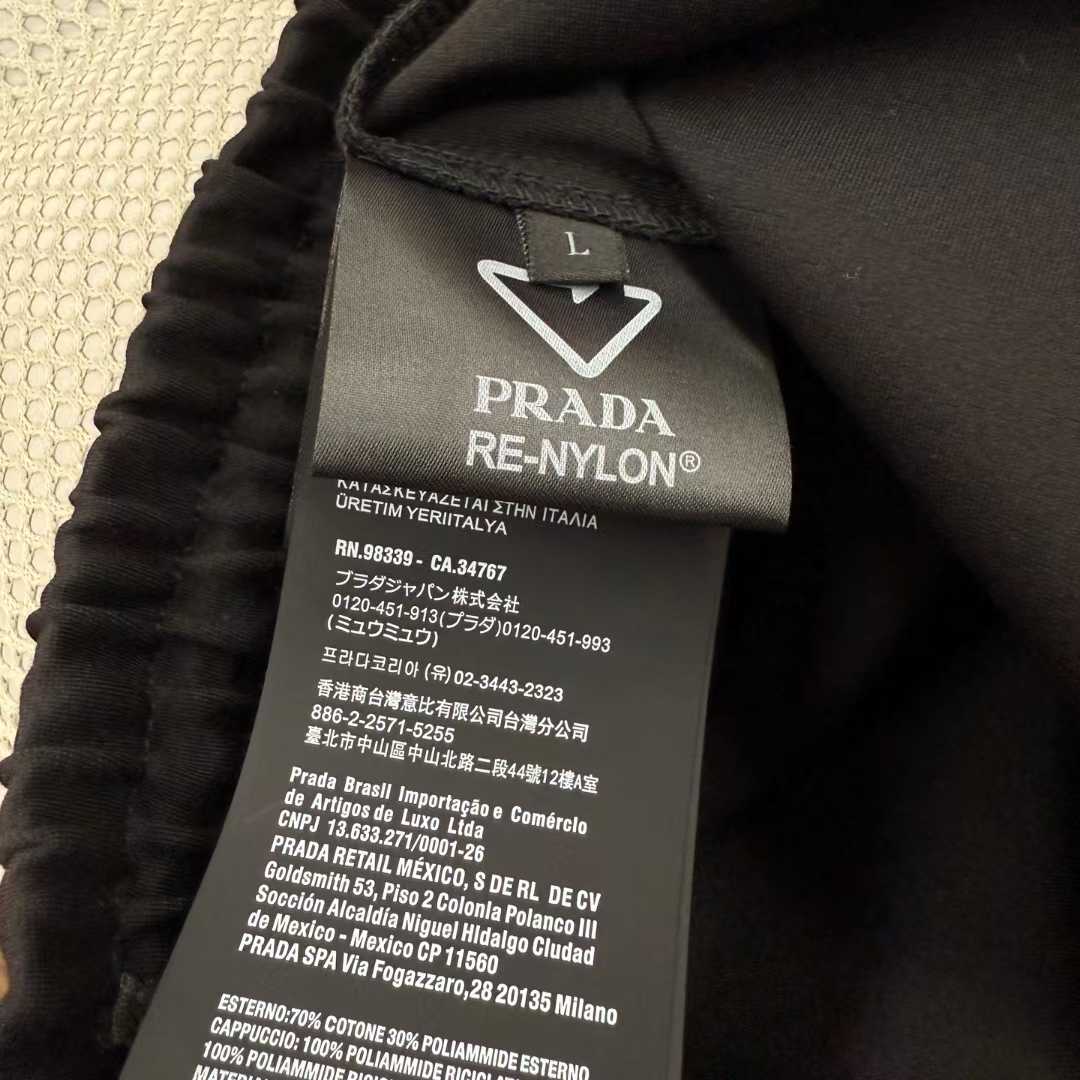 L
PRADA
RE-NYLON®
ΚΑΤΑΣΚΕΥΑΖΕΤΑΙ ΣΤΗΝ ΙΤΑΛΙΑ
ÜRETIM YERIITALYA
RN.98339 - CA.34767
プラダジャパン株式会社
0120-451-913(プラダ)0120-451-993
(ミュウミュウ)
프라다코리아 (유) 02-3443-2323
香港商台灣意比有限公司台灣分公司
886-2-2571-5255
臺北市中山區中山北路二段44號12樓A室
Prada Brasil Importação e Comércio
de Artigos de Luxo Ltda
CNPJ 13.633.271/0001-26
PRADA RETAIL MÉXICO, S DE RL DE CV
Goldsmith 53, Piso 2 Colonia Polanco III
Socción Alcaldía Niguel HIdalgo Cludad
de Mexico - Mexico CP 11560
PRADA SPA Via Fogazzaro,28 20135 Milano
ESTERNO:70% COTONE 30% POLIAMMIDE ESTERNO
CAPPUCCIO: 100% POLIAMMIDE RICICLATE
100% POLIAMMIDE